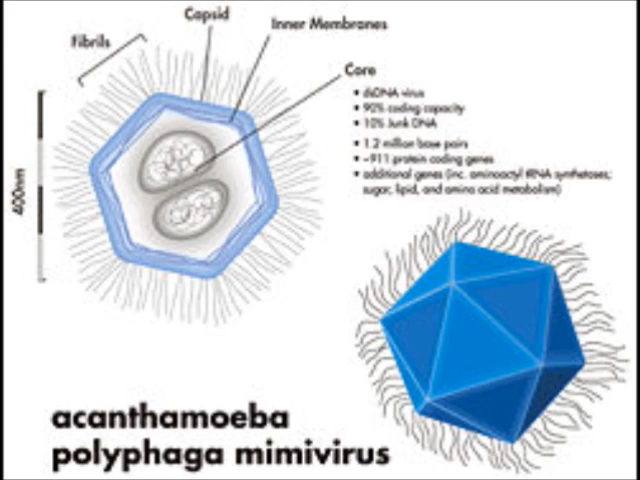 Capsid
Inner Membranes
Fibrils
Core
• dsDNA virus
• 90% coding capacity
• 10% Junk DNA
• 1.2 million base pairs
• ~911 protein coding genes
• additional genes (inc. aminoactyl tRNA synthetases;
sugar, lipid, and amino acid metabolism)
400nm
acanthamoeba
polyphaga mimivirus